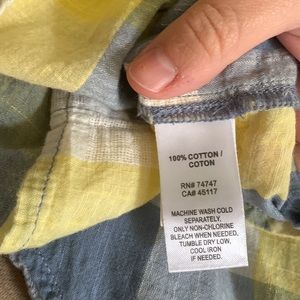 100% COTTON /
COTON
RN# 74747
CA# 45117
MACHINE WASH COLD
SEPARATELY,
ONLY NON-CHLORINE
BLEACH WHEN NEEDED.
TUMBLE DRY LOW,
COOL IRON
IF NEEDED.